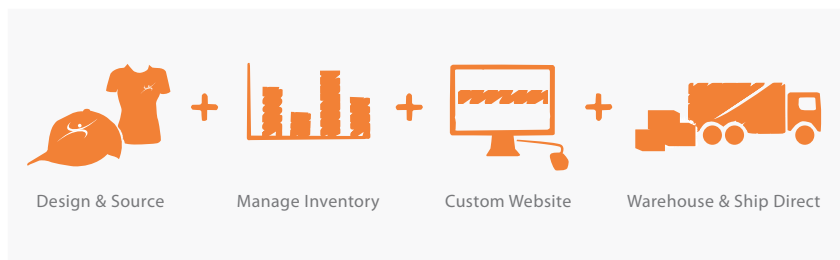 Design & Source
Manage Inventory
Custom Website
Warehouse & Ship Direct